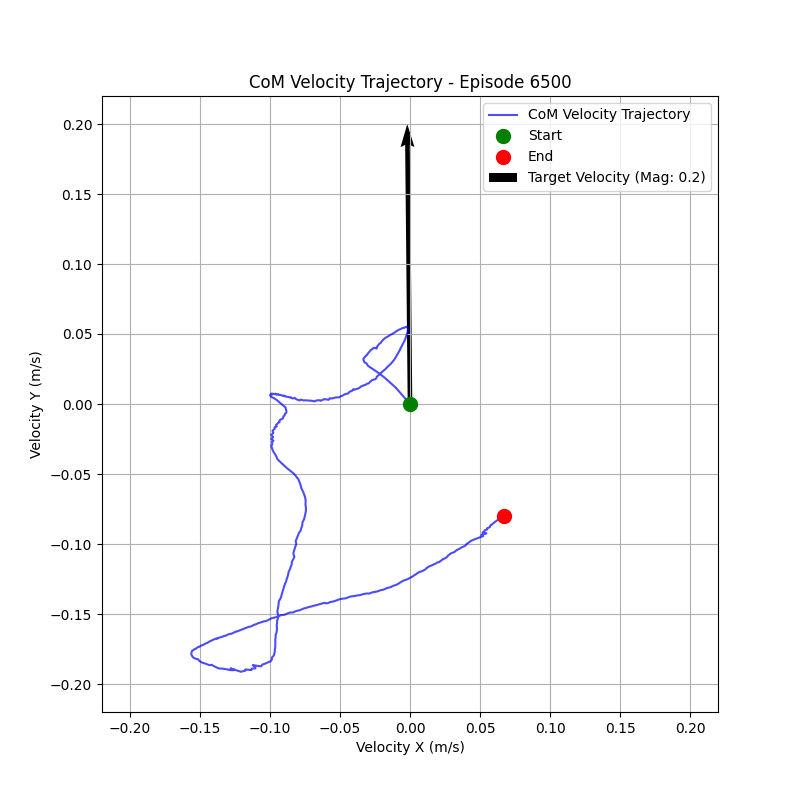 CoM Velocity Trajectory - Episode 6500
CoM Velocity Trajectory
Start
End
Target Velocity (Mag: 0.2)
0.20
0.15
0.10
0.05
0.00
−0.05
−0.10
−0.15
−0.20
Velocity Y (m/s)
−0.20 −0.15 −0.10 −0.05 0.00 0.05 0.10 0.15 0.20
Velocity X (m/s)